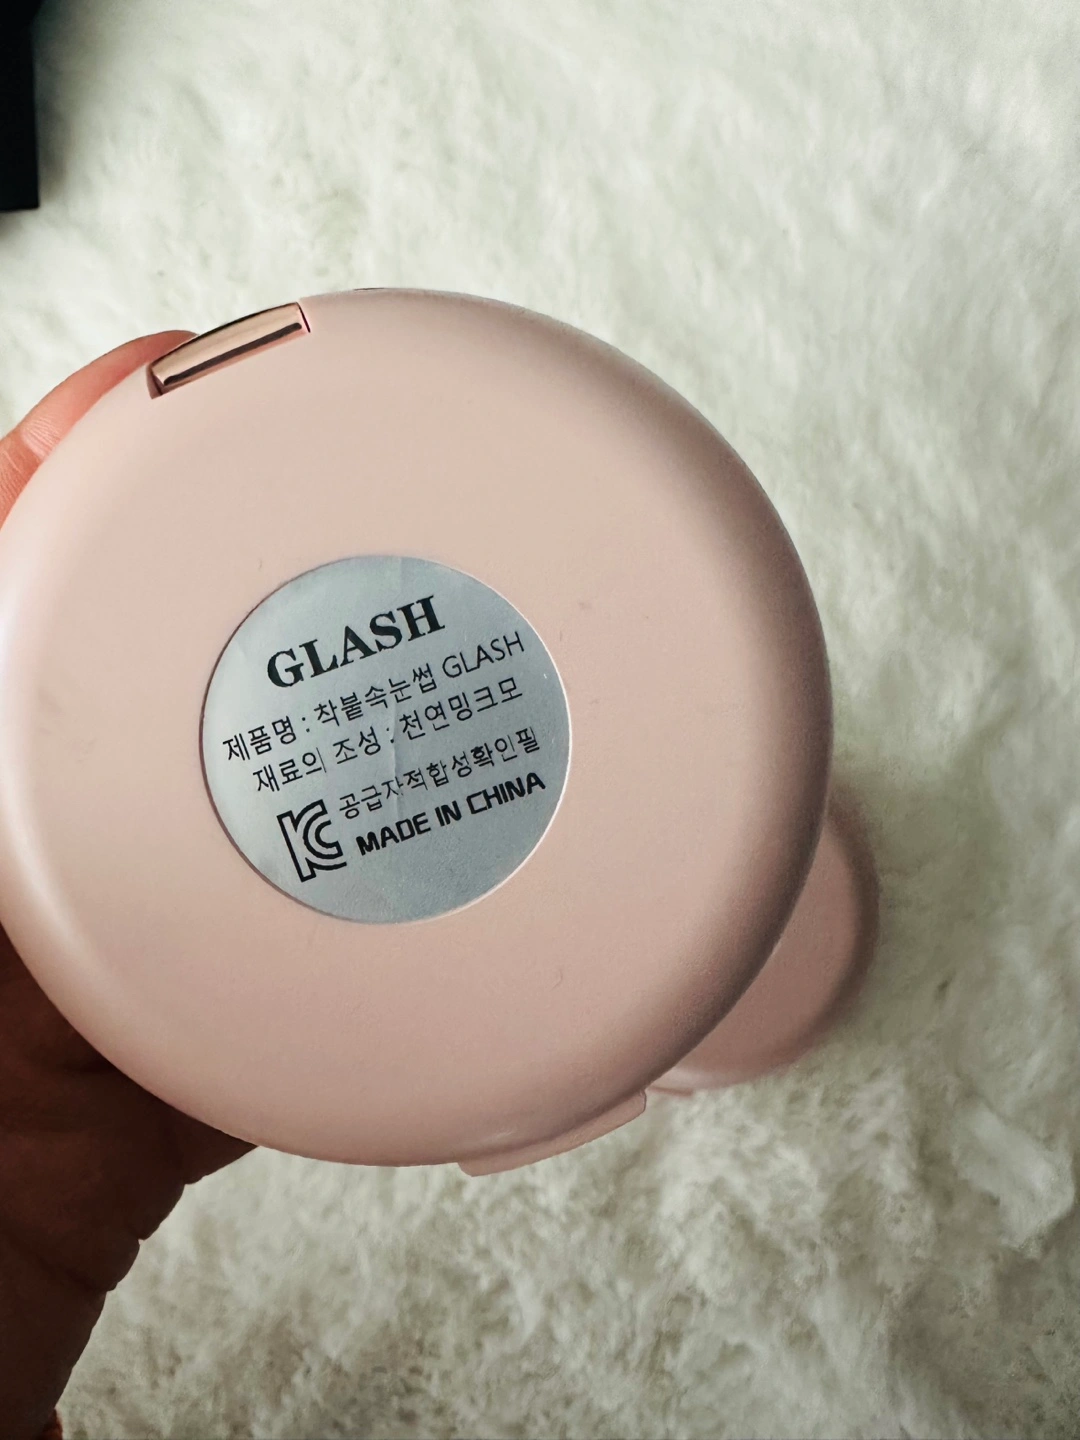 GLASH
제품명 : 착붙속눈썹 GLASH
재료의 조성 : 천연밍크모
공급자적합성확인필
KC MADE IN CHINA